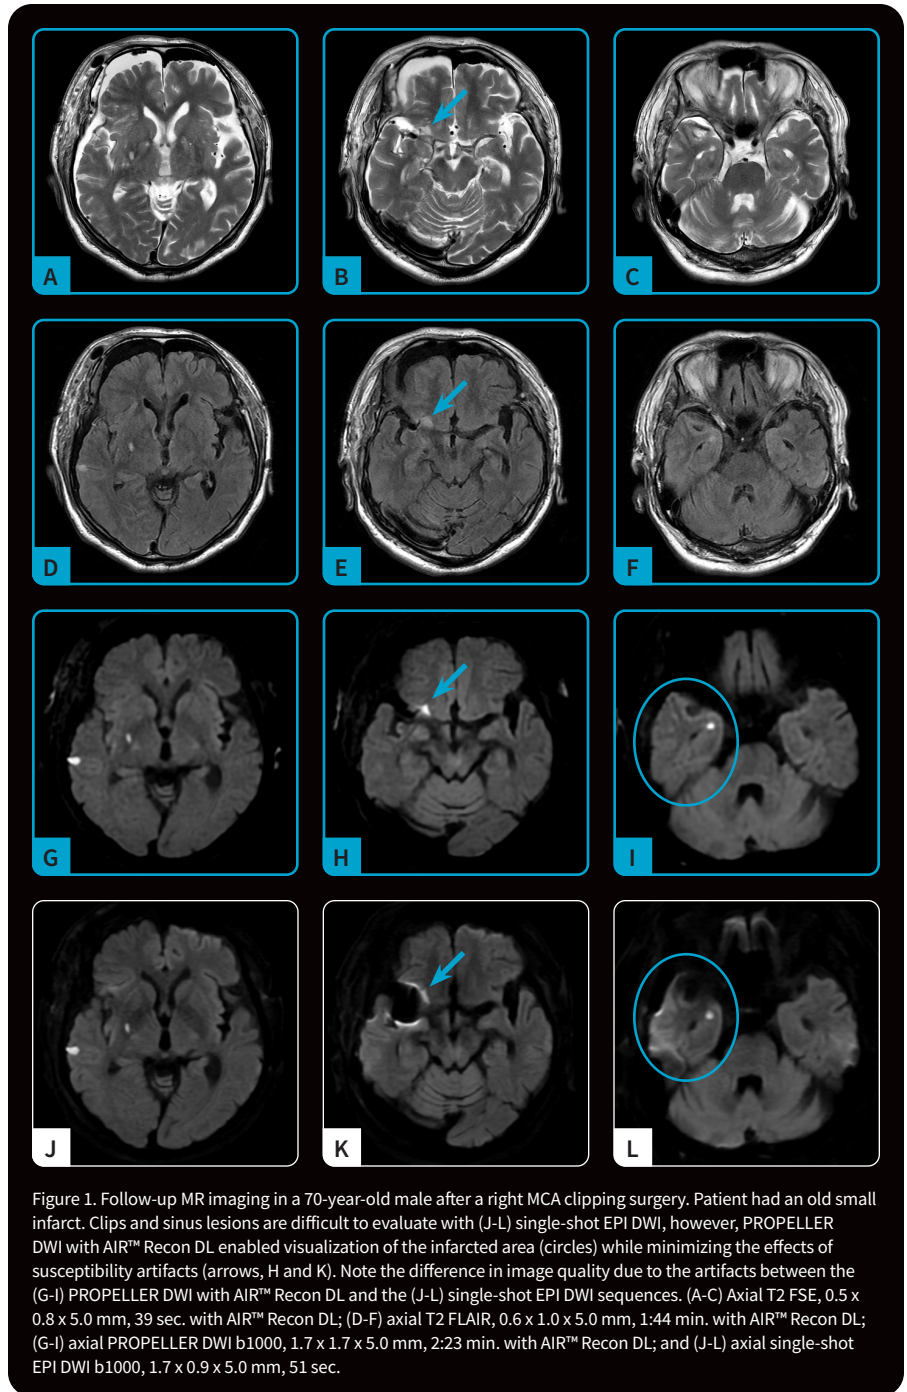 A
B
C
D
E
F
G
H
I
J
K
L
Figure 1. Follow-up MR imaging in a 70-year-old male after a right MCA clipping surgery. Patient had an old small
infarct. Clips and sinus lesions are difficult to evaluate with (J-L) single-shot EPI DWI, however, PROPELLER
DWI with AIR™ Recon DL enabled visualization of the infarcted area (circles) while minimizing the effects of
susceptibility artifacts (arrows, H and K). Note the difference in image quality due to the artifacts between the
(G-I) PROPELLER DWI with AIR™ Recon DL and the (J-L) single-shot EPI DWI sequences. (A-C) Axial T2 FSE, 0.5 x
0.8 x 5.0 mm, 39 sec. with AIR™ Recon DL; (D-F) axial T2 FLAIR, 0.6 x 1.0 x 5.0 mm, 1:44 min. with AIR™ Recon DL;
(G-I) axial PROPELLER DWI b1000, 1.7 x 1.7 x 5.0 mm, 2:23 min. with AIR™ Recon DL; and (J-L) axial single-shot
EPI DWI b1000, 1.7 x 0.9 x 5.0 mm, 51 sec.